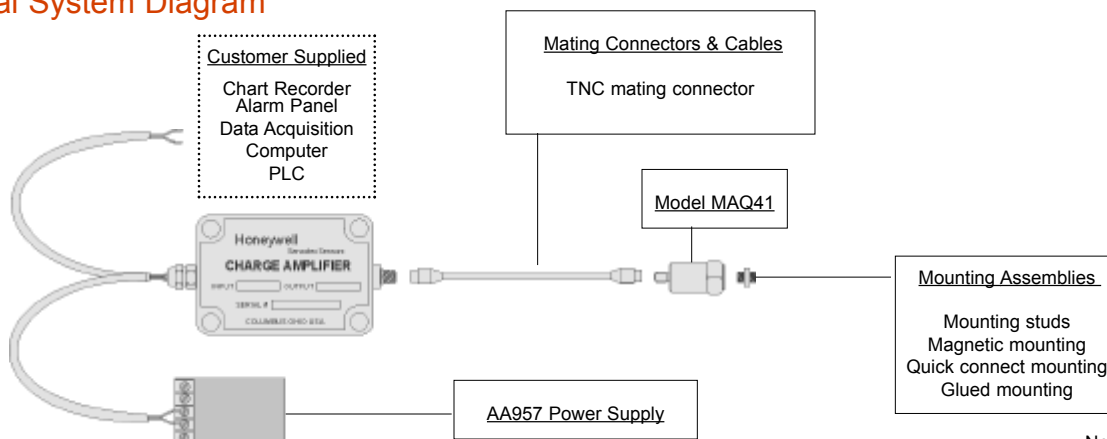 al System Diagram
Customer Supplied
Chart Recorder
Alarm Panel
Data Acquisition
Computer
PLC
Mating Connectors & Cables
TNC mating connector
Model MAQ41
Mounting Assemblies
Mounting studs
Magnetic mounting
Quick connect mounting
Glued mounting
Honeywell
Sensotec Sensors
CHARGE AMPLIFIER
INPUT OUTPUT
SERIAL #
COLUMBUS OHIO USA
AA957 Power Supply